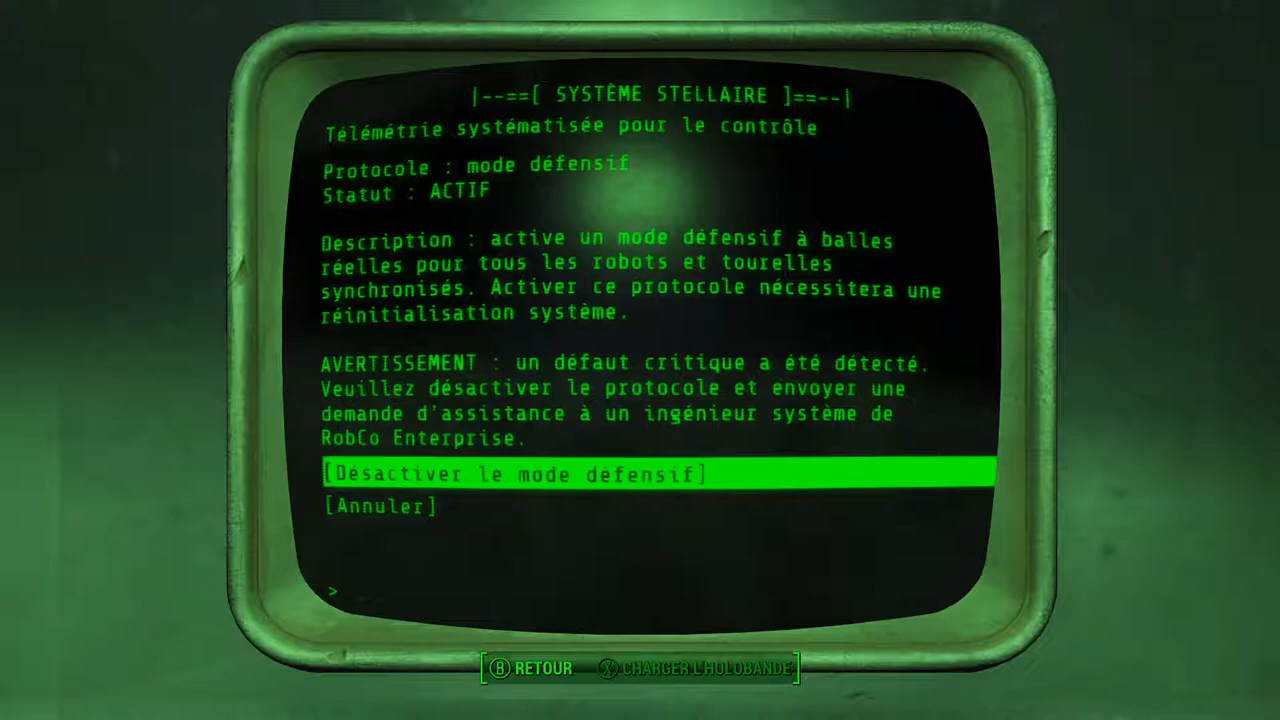 |--==[ SYSTÈME STELLAIRE ]==--|
Télémétrie systématisée pour le contrôle
Protocole : mode défensif
Statut : ACTIF
Description : active un mode défensif à balles
réelles pour tous les robots et tourelles
synchronisés. Activer ce protocole nécessitera une
réinitialisation système.
AVERTISSEMENT : un défaut critique a été détecté.
Veuillez désactiver le protocole et envoyer une
demande d'assistance à un ingénieur système de
RobCo Enterprise.
[Désactiver le mode défensif]
[Annuler]
>
(B) RETOUR (X) CHARGER L'HOLOBANDE